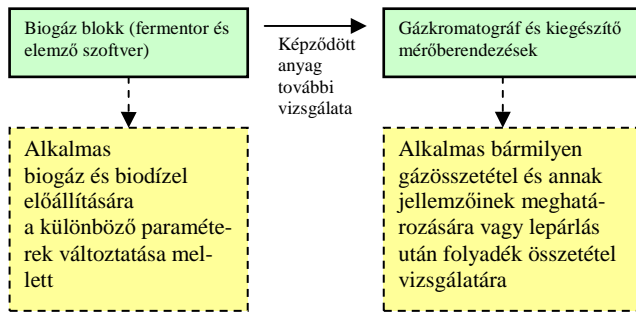 Biogáz blokk (fermentor és
elemző szoftver)
Képződött
anyag
további
vizsgálata
Gázkromatográf és kiegészítő
mérőberendezések
Alkalmas
biogáz és biodízel
előállítására
a különböző paraméte-
rek változtatása mel-
lett
Alkalmas bármilyen
gázösszetétel és annak
jellemzőinek meghatá-
rozására vagy lepárlás
után folyadék összetétel
vizsgálatára